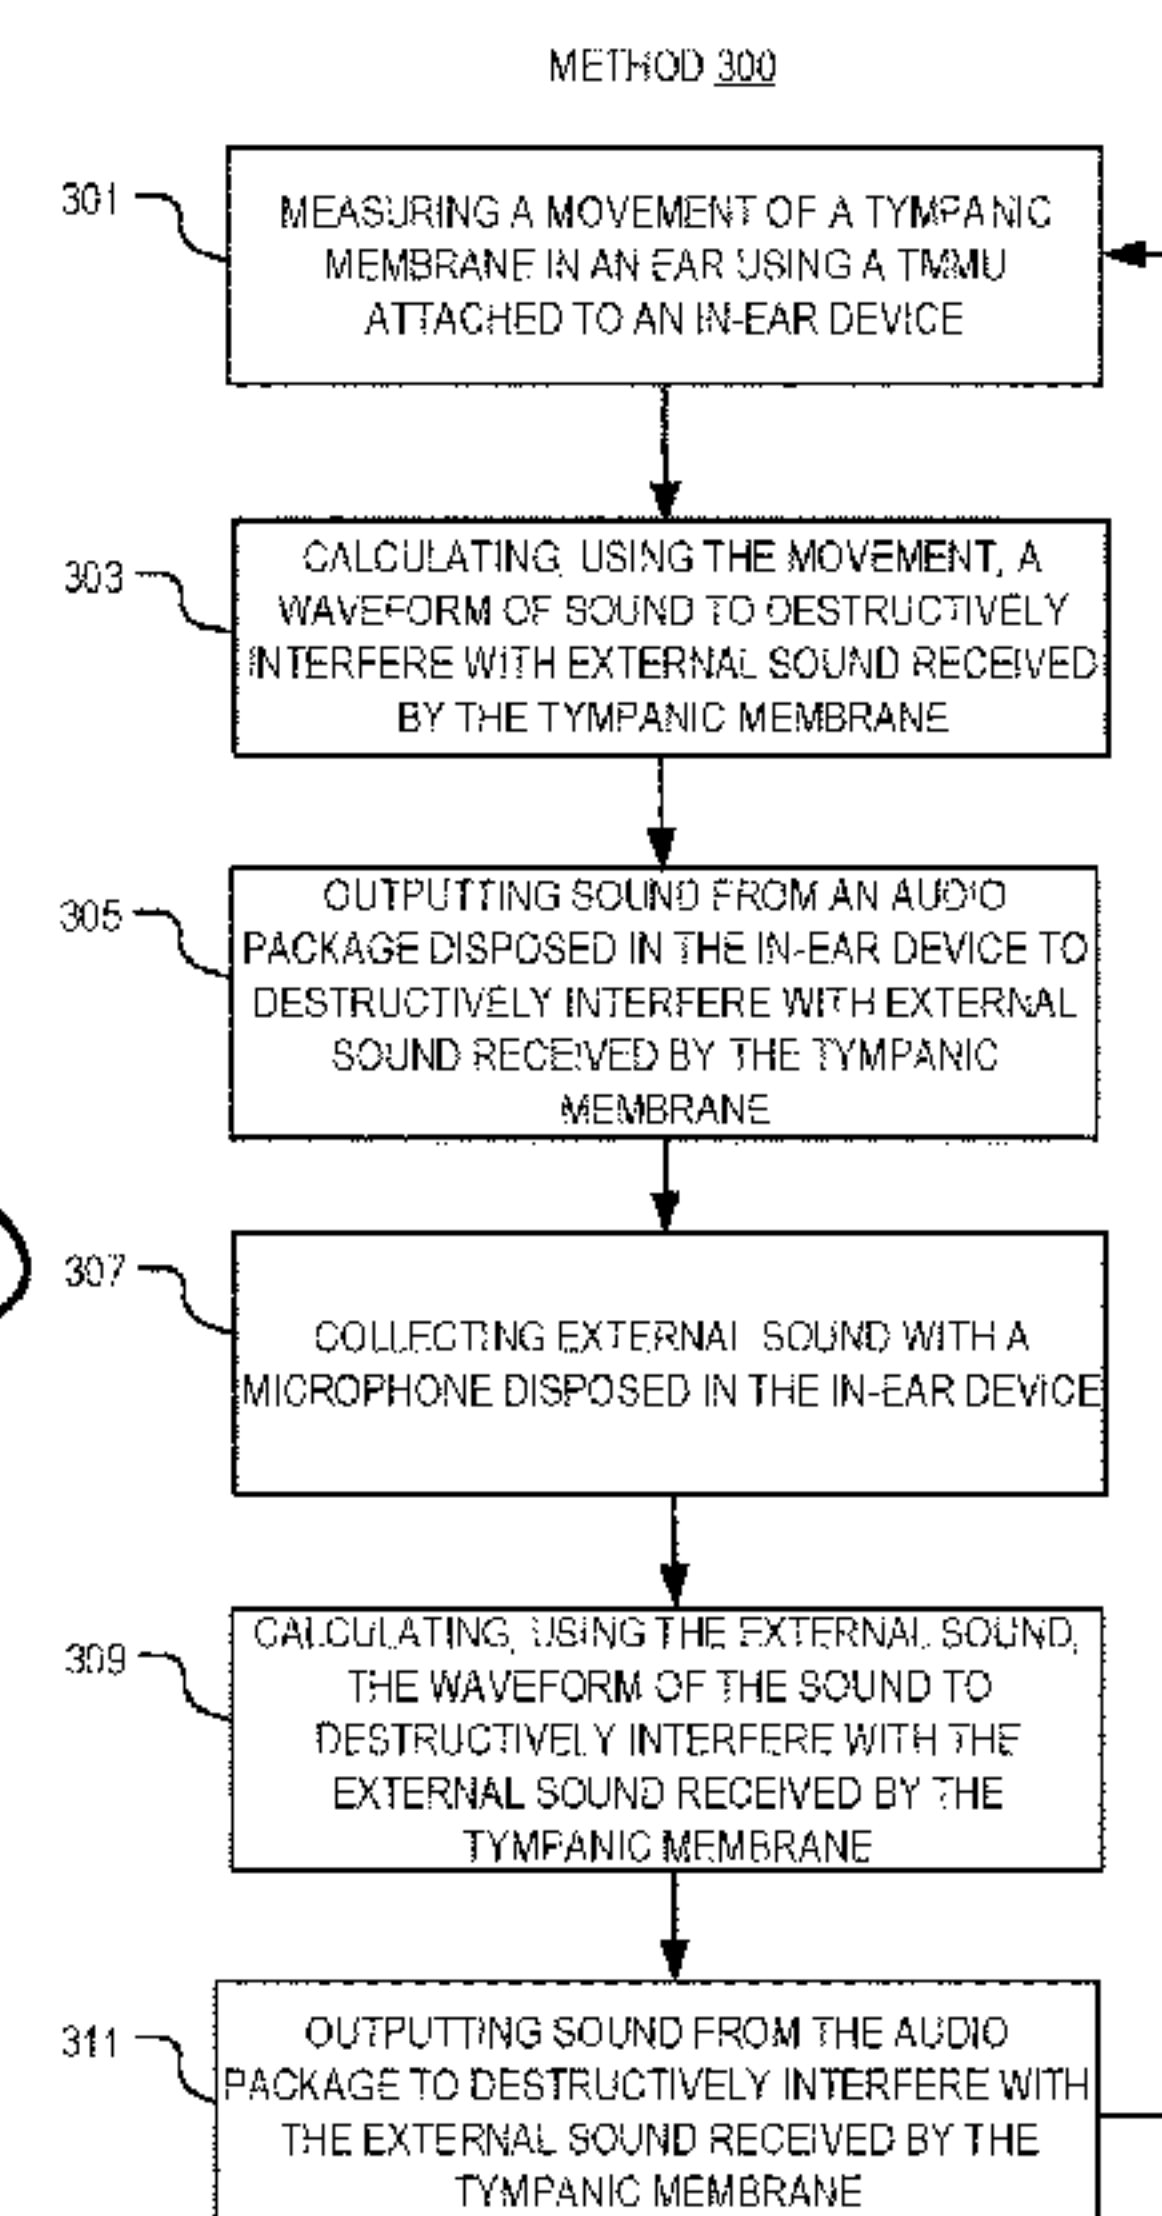 METHOD 300
301
MEASURING A MOVEMENT OF A TYMPANIC
MEMBRANE IN AN EAR USING A TMMU
ATTACHED TO AN IN-EAR DEVICE
303
CALCULATING, USING THE MOVEMENT, A
WAVEFORM OF SOUND TO DESTRUCTIVELY
INTERFERE WITH EXTERNAL SOUND RECEIVED
BY THE TYMPANIC MEMBRANE
305
OUTPUTTING SOUND FROM AN AUDIO
PACKAGE DISPOSED IN THE IN-EAR DEVICE TO
DESTRUCTIVELY INTERFERE WITH EXTERNAL
SOUND RECEIVED BY THE TYMPANIC
MEMBRANE
307
COLLECTING EXTERNAL SOUND WITH A
MICROPHONE DISPOSED IN THE IN-EAR DEVICE
309
CALCULATING, USING THE EXTERNAL SOUND,
THE WAVEFORM OF THE SOUND TO
DESTRUCTIVELY INTERFERE WITH THE
EXTERNAL SOUND RECEIVED BY THE
TYMPANIC MEMBRANE
311
OUTPUTTING SOUND FROM THE AUDIO
PACKAGE TO DESTRUCTIVELY INTERFERE WITH
THE EXTERNAL SOUND RECEIVED BY THE
TYMPANIC MEMBRANE